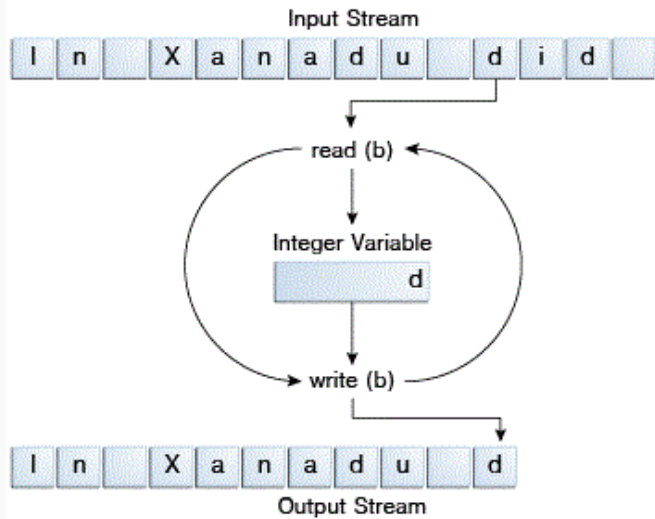 Input Stream
I n X a n a d u d i d
read (b)
Integer Variable
d
write (b)
I n X a n a d u d
Output Stream